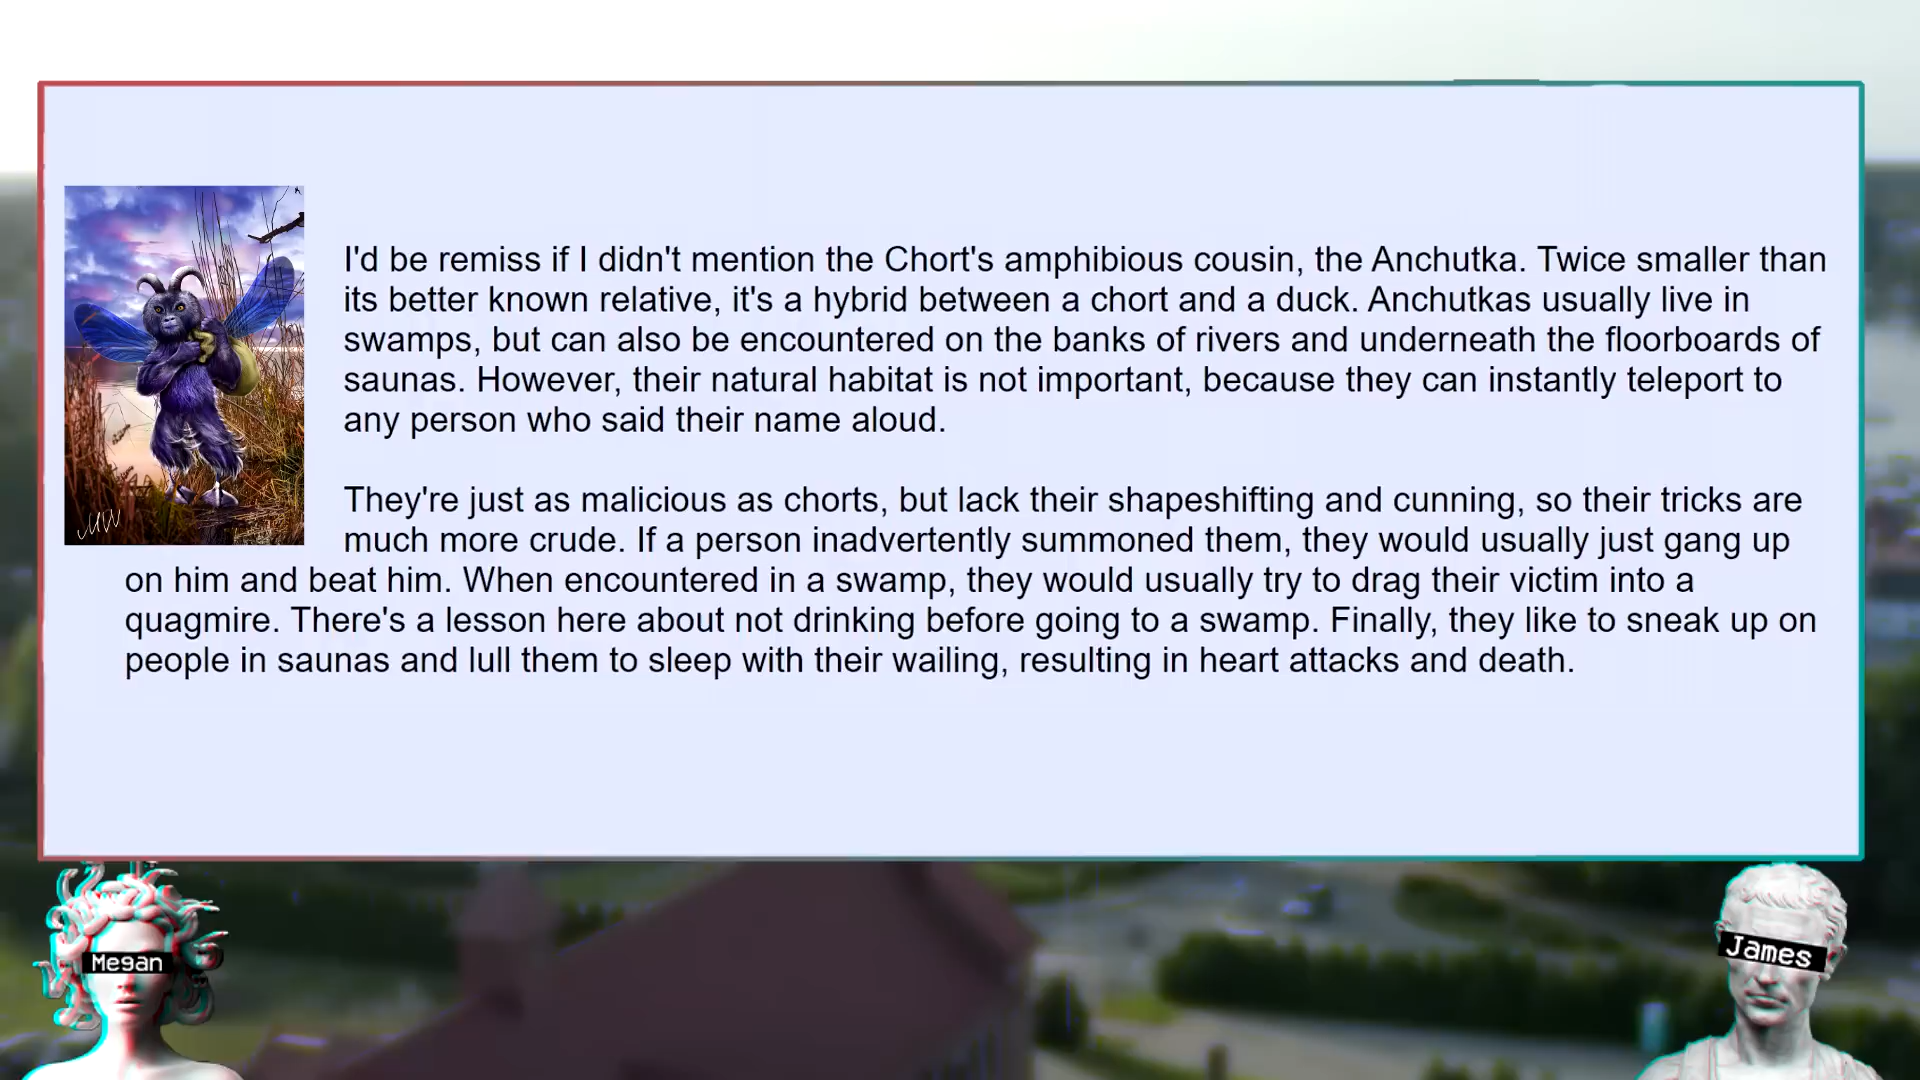 I'd be remiss if I didn't mention the Chort's amphibious cousin, the Anchutka. Twice smaller than
its better known relative, it's a hybrid between a chort and a duck. Anchutkas usually live in
swamps, but can also be encountered on the banks of rivers and underneath the floorboards of
saunas. However, their natural habitat is not important, because they can instantly teleport to
any person who said their name aloud.
They're just as malicious as chorts, but lack their shapeshifting and cunning, so their tricks are
much more crude. If a person inadvertently summoned them, they would usually just gang up
on him and beat him. When encountered in a swamp, they would usually try to drag their victim into a
quagmire. There's a lesson here about not drinking before going to a swamp. Finally, they like to sneak up on
people in saunas and lull them to sleep with their wailing, resulting in heart attacks and death.
MW
Megan
James